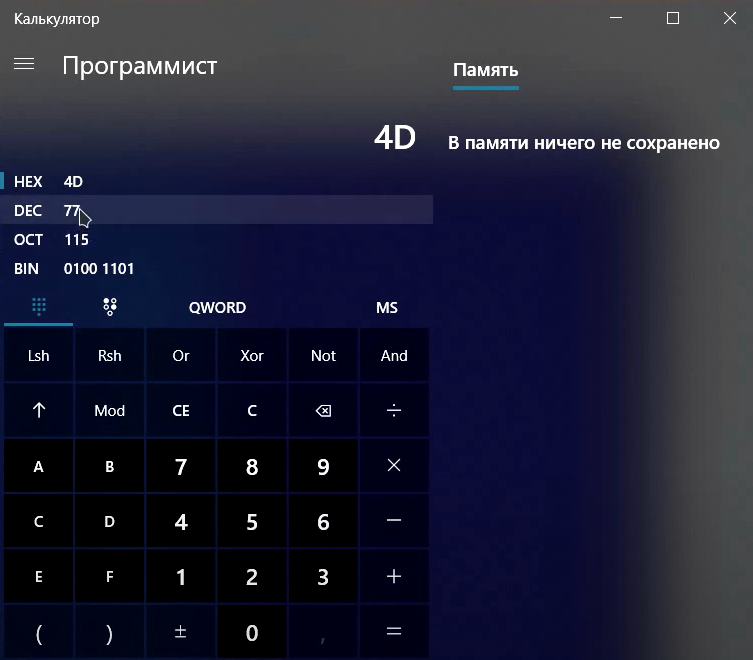 Калькулятор
Программист
Память
4D
В памяти ничего не сохранено
HEX 4D
DEC 77
OCT 115
BIN 0100 1101
QWORD MS
Lsh Rsh Or Xor Not And
↑ Mod CE C ⌫ ÷
A B 7 8 9 ×
C D 4 5 6 −
E F 1 2 3 +
( ) ± 0 , =